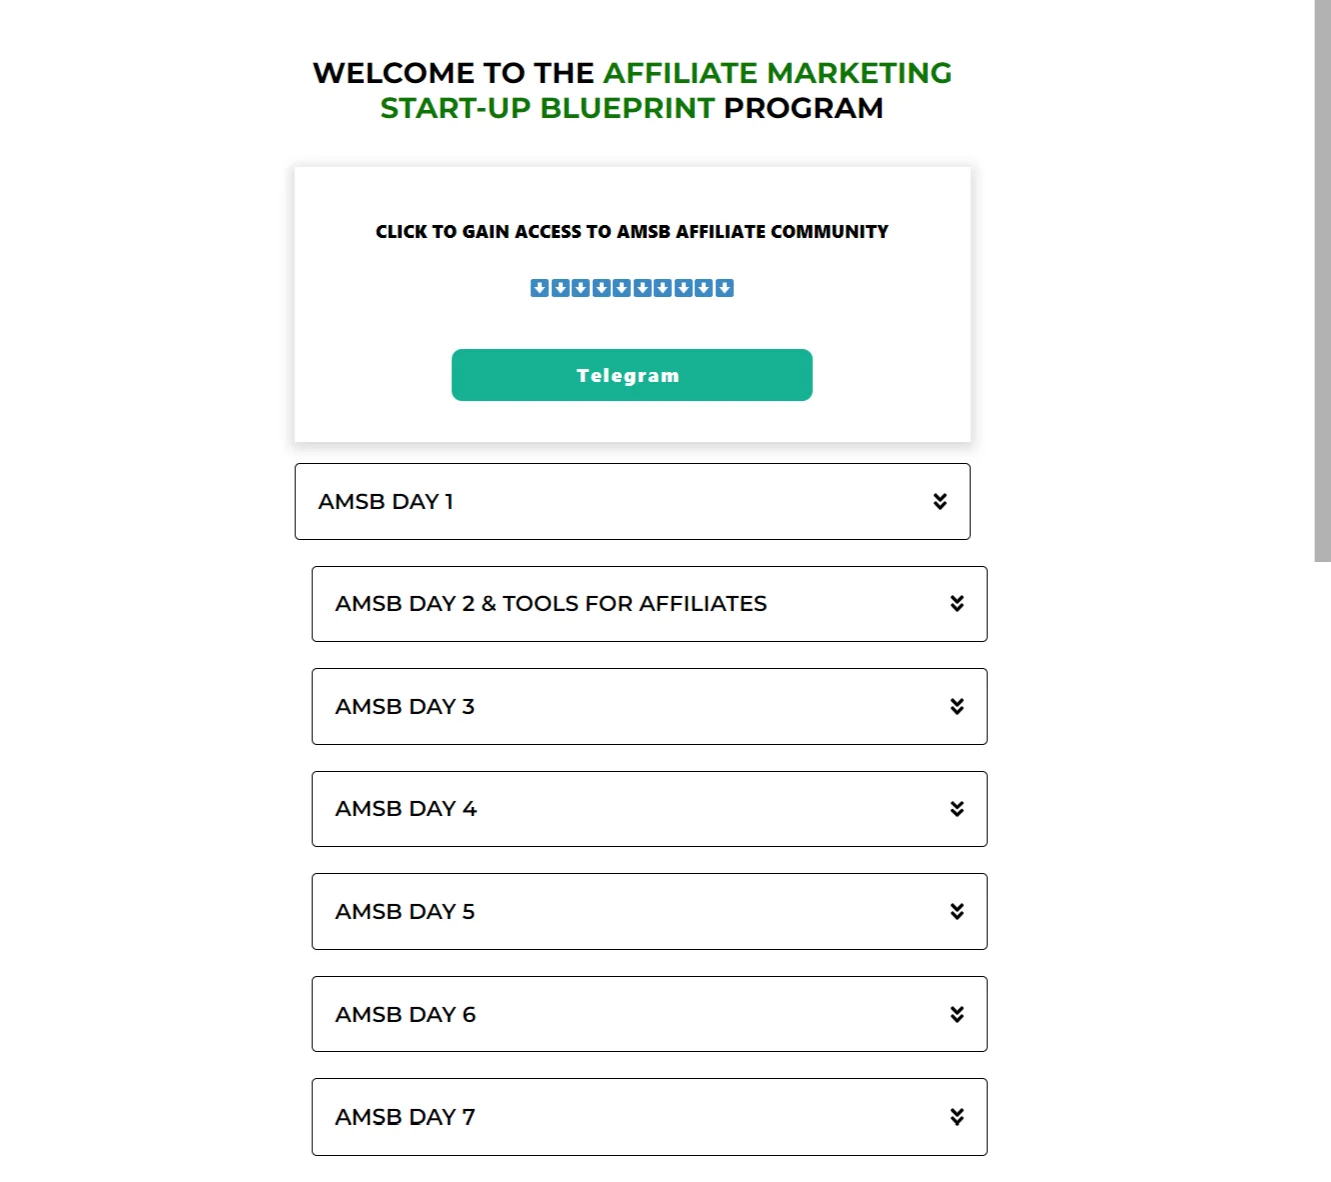 WELCOME TO THE AFFILIATE MARKETING
START-UP BLUEPRINT PROGRAM
CLICK TO GAIN ACCESS TO AMSB AFFILIATE COMMUNITY
⬇⬇⬇⬇⬇⬇⬇⬇⬇⬇
Telegram
AMSB DAY 1
AMSB DAY 2 & TOOLS FOR AFFILIATES
AMSB DAY 3
AMSB DAY 4
AMSB DAY 5
AMSB DAY 6
AMSB DAY 7